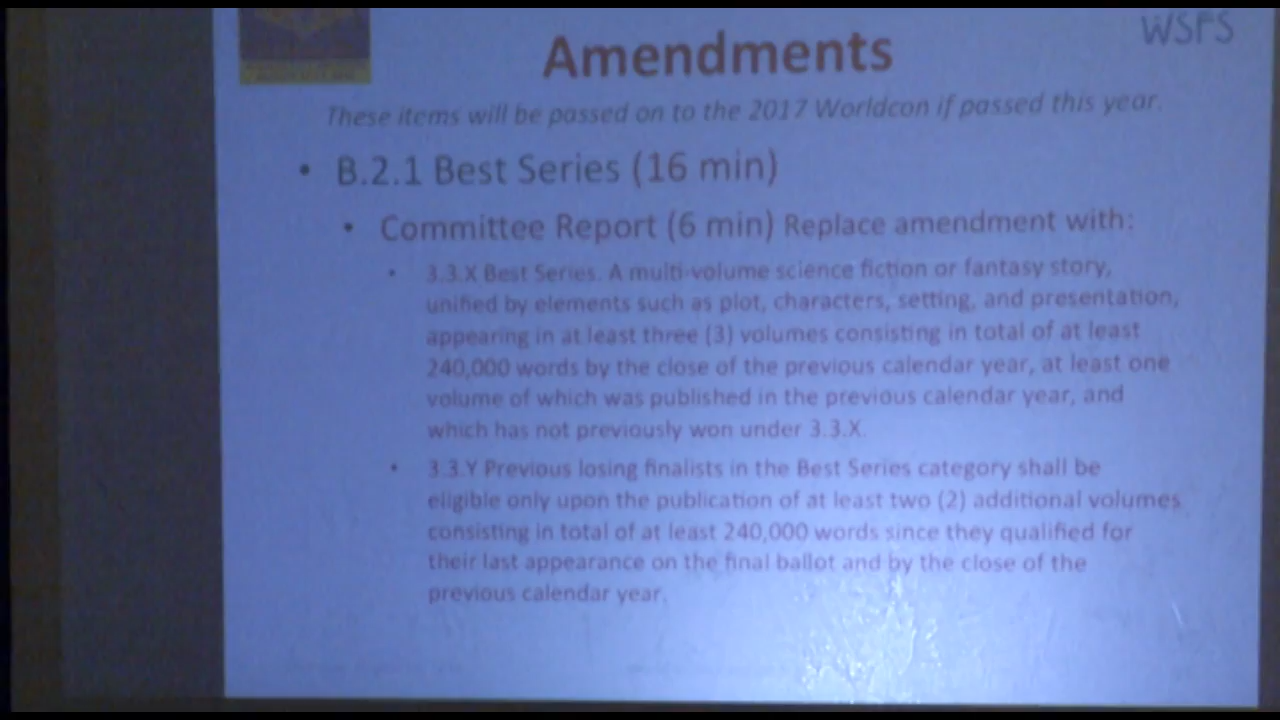 WSFS
Amendments
These items will be passed on to the 2017 Worldcon if passed this year.
• B.2.1 Best Series (16 min)
• Committee Report (6 min) Replace amendment with:
• 3.3.X Best Series. A multi-volume science fiction or fantasy story,
unified by elements such as plot, characters, setting, and presentation,
appearing in at least three (3) volumes consisting in total of at least
240,000 words by the close of the previous calendar year, at least one
volume of which was published in the previous calendar year, and
which has not previously won under 3.3.X.
• 3.3.Y Previous losing finalists in the Best Series category shall be
eligible only upon the publication of at least two (2) additional volumes
consisting in total of at least 240,000 words since they qualified for
their last appearance on the final ballot and by the close of the
previous calendar year.